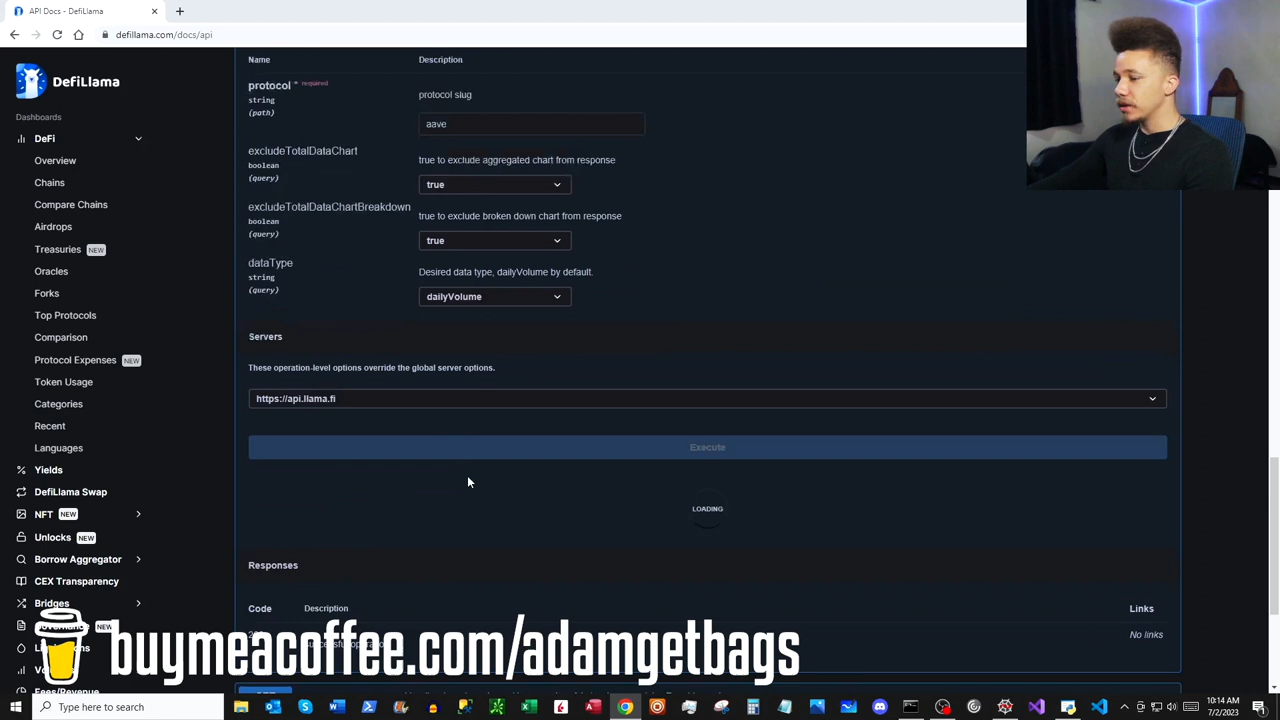 API Docs - DefiLlama
defillama.com/docs/api
DefiLlama
Dashboards
DeFi
Overview
Chains
Compare Chains
Airdrops
Treasuries NEW
Oracles
Forks
Top Protocols
Comparison
Protocol Expenses NEW
Token Usage
Categories
Recent
Languages
Yields
DefiLlama Swap
NFT NEW
Unlocks NEW
Borrow Aggregator
CEX Transparency
Bridges
NEW
Name Description
protocol * required
string
(path)
protocol slug
aave
excludeTotalDataChart
boolean
(query)
true to exclude aggregated chart from response
true
excludeTotalDataChartBreakdown
boolean
(query)
true to exclude broken down chart from response
true
dataType
string
(query)
Desired data type, dailyVolume by default.
dailyVolume
Servers
These operation-level options override the global server options.
https://api.llama.fi
Execute
LOADING
Responses
Code Description Links
No links
buymeacoffee.com/adamgetbags
Fees/Revenue
Type here to search
10:14 AM
7/2/2023